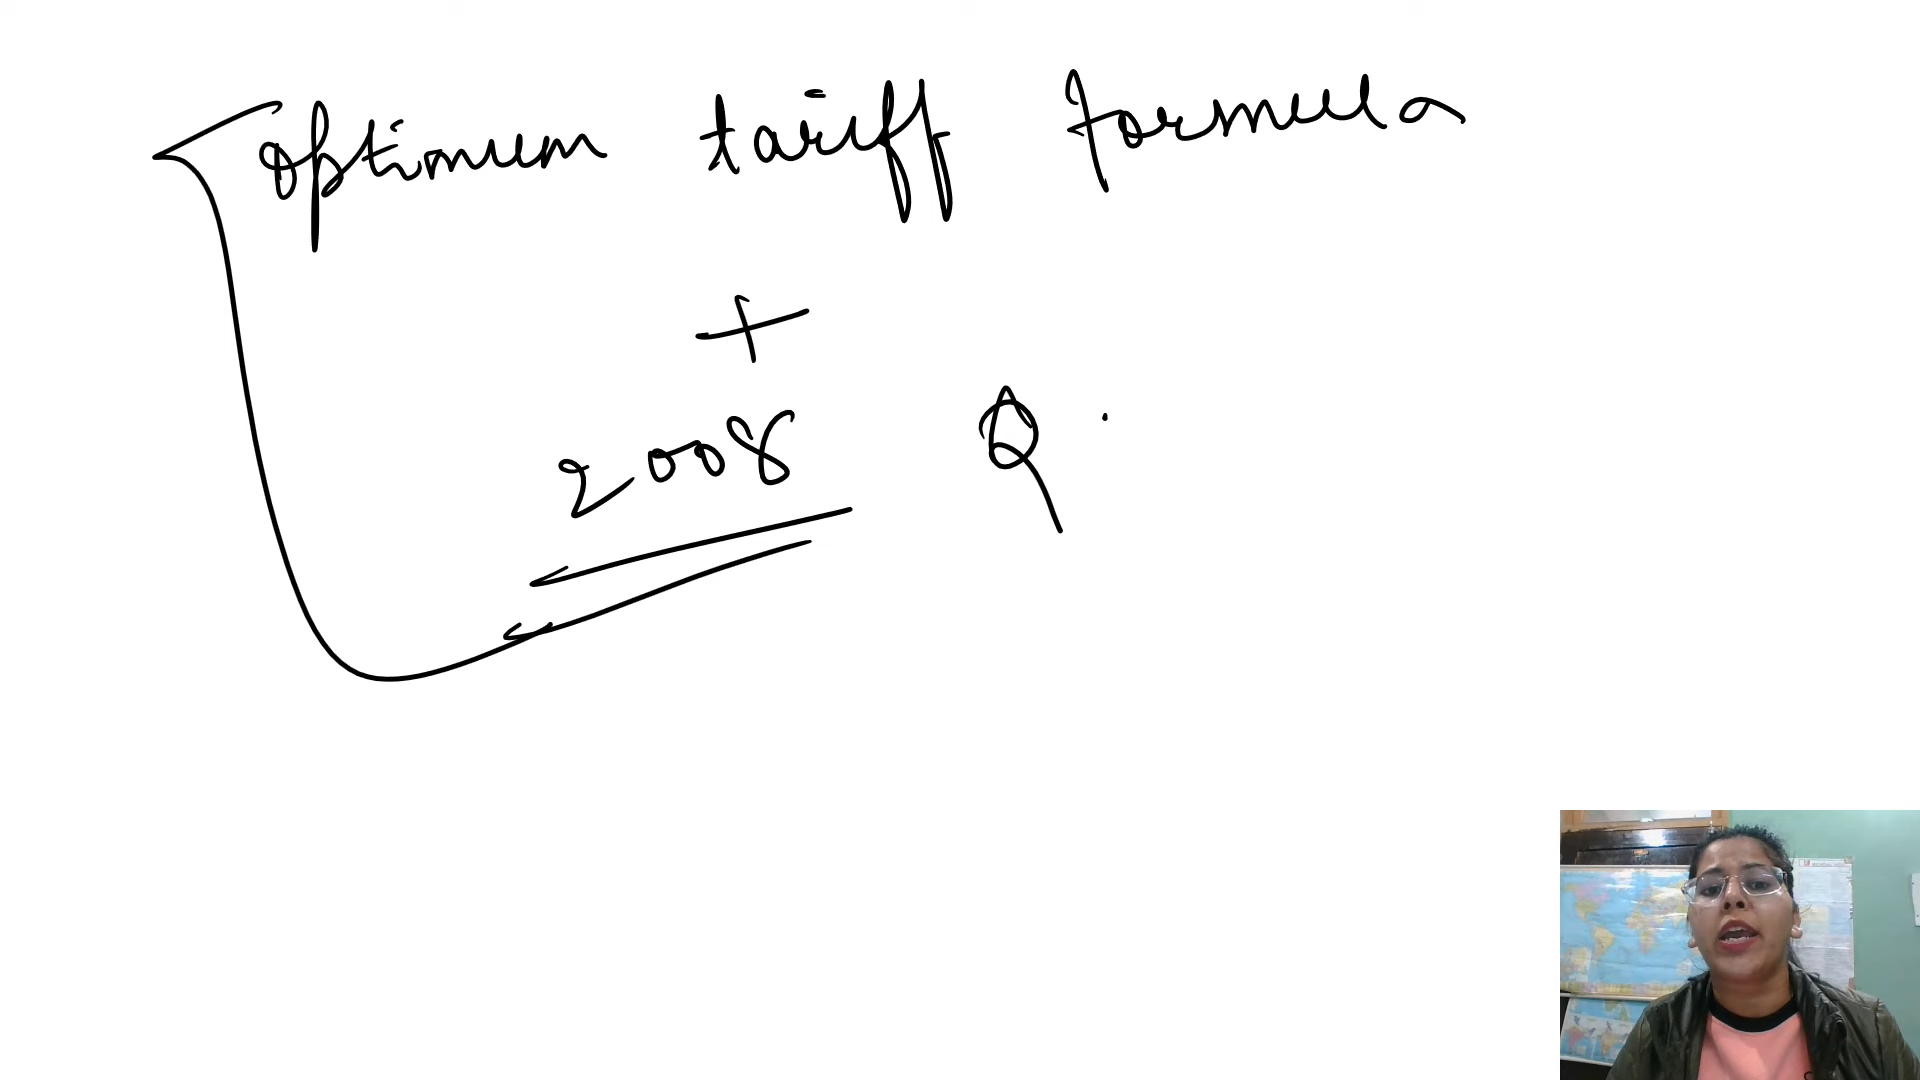 optimum tariff formula
+
2008 Q.